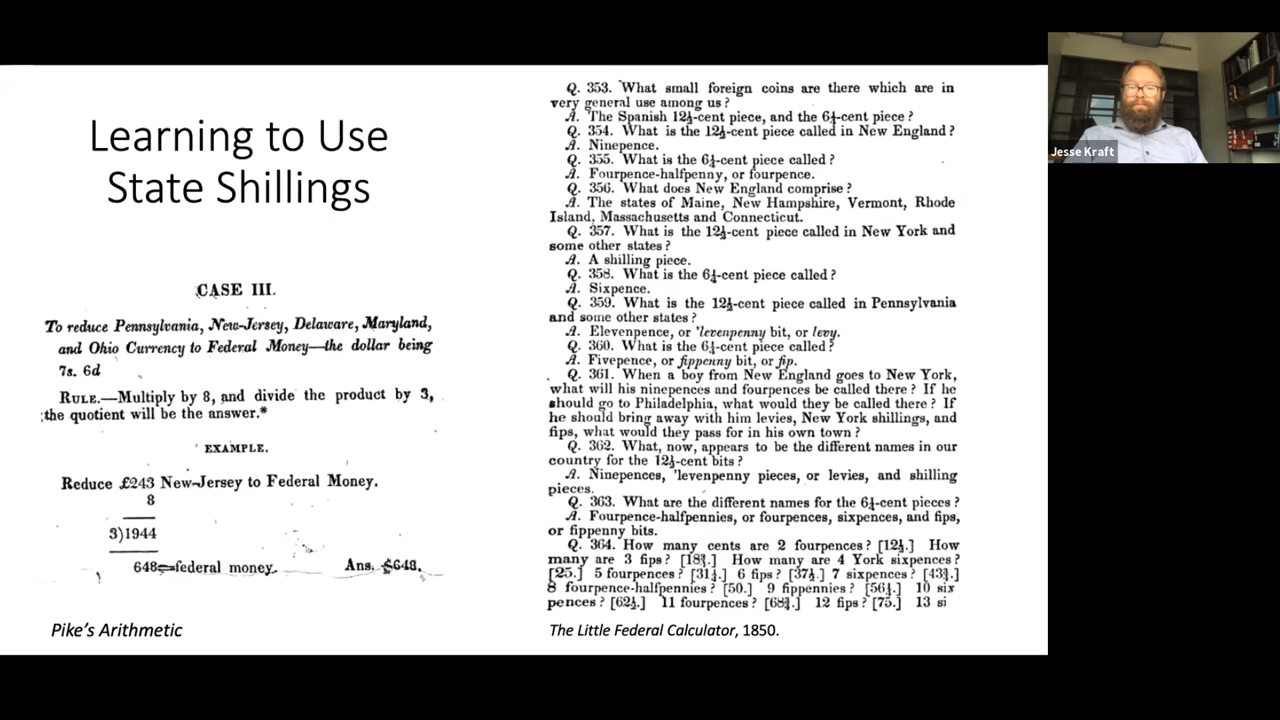 Learning to Use
State Shillings
CASE III.
To reduce Pennsylvania, New-Jersey, Delaware, Maryland,
and Ohio Currency to Federal Money—the dollar being
7s. 6d
RULE.—Multiply by 8, and divide the product by 3,
the quotient will be the answer.*
EXAMPLE.
Reduce £243 New-Jersey to Federal Money.
8
3)1944
648=federal money. Ans. $648.
Pike's Arithmetic
Q. 353. What small foreign coins are there which are in
very general use among us?
A. The Spanish 12½-cent piece, and the 6¼-cent piece?
Q. 354. What is the 12½-cent piece called in New England?
A. Ninepence.
Q. 355. What is the 6¼-cent piece called?
A. Fourpence-halfpenny, or fourpence.
Q. 356. What does New England comprise?
A. The states of Maine, New Hampshire, Vermont, Rhode
Island, Massachusetts and Connecticut.
Q. 357. What is the 12½-cent piece called in New York and
some other states?
A. A shilling piece.
Q. 358. What is the 6¼-cent piece called?
A. Sixpence.
Q. 359. What is the 12½-cent piece called in Pennsylvania
and some other states?
A. Elevenpence, or 'levenpenny bit, or levy.
Q. 360. What is the 6¼-cent piece called?
A. Fivepence, or fippenny bit, or fip.
Q. 361. When a boy from New England goes to New York,
what will his ninepences and fourpences be called there? If he
should go to Philadelphia, what would they be called there? If
he should bring away with him levies, New York shillings, and
fips, what would they pass for in his own town?
Q. 362. What, now, appears to be the different names in our
country for the 12½-cent bits?
A. Ninepences, 'levenpenny pieces, or levies, and shilling
pieces.
Q. 363. What are the different names for the 6¼-cent pieces?
A. Fourpence-halfpennies, or fourpences, sixpences, and fips,
or fippenny bits.
Q. 364. How many cents are 2 fourpences? [12½.] How
many are 3 fips? [18¾.] How many are 4 York sixpences?
[25.] 5 fourpences? [31¼.] 6 fips? [37½.] 7 sixpences? [43¾.]
8 fourpence-halfpennies? [50.] 9 fippennies? [56¼.] 10 six
pences? [62½.] 11 fourpences? [68¾.] 12 fips? [75.] 13 si
The Little Federal Calculator, 1850.
Jesse Kraft